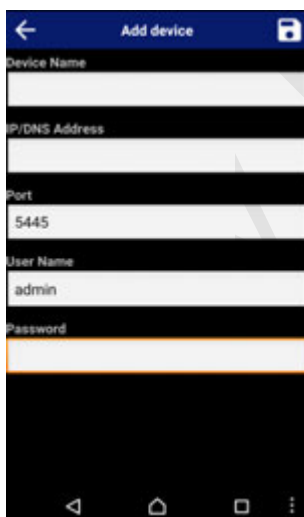 Add device
Device Name
IP/DNS Address
Port
5445
User Name
admin
Password